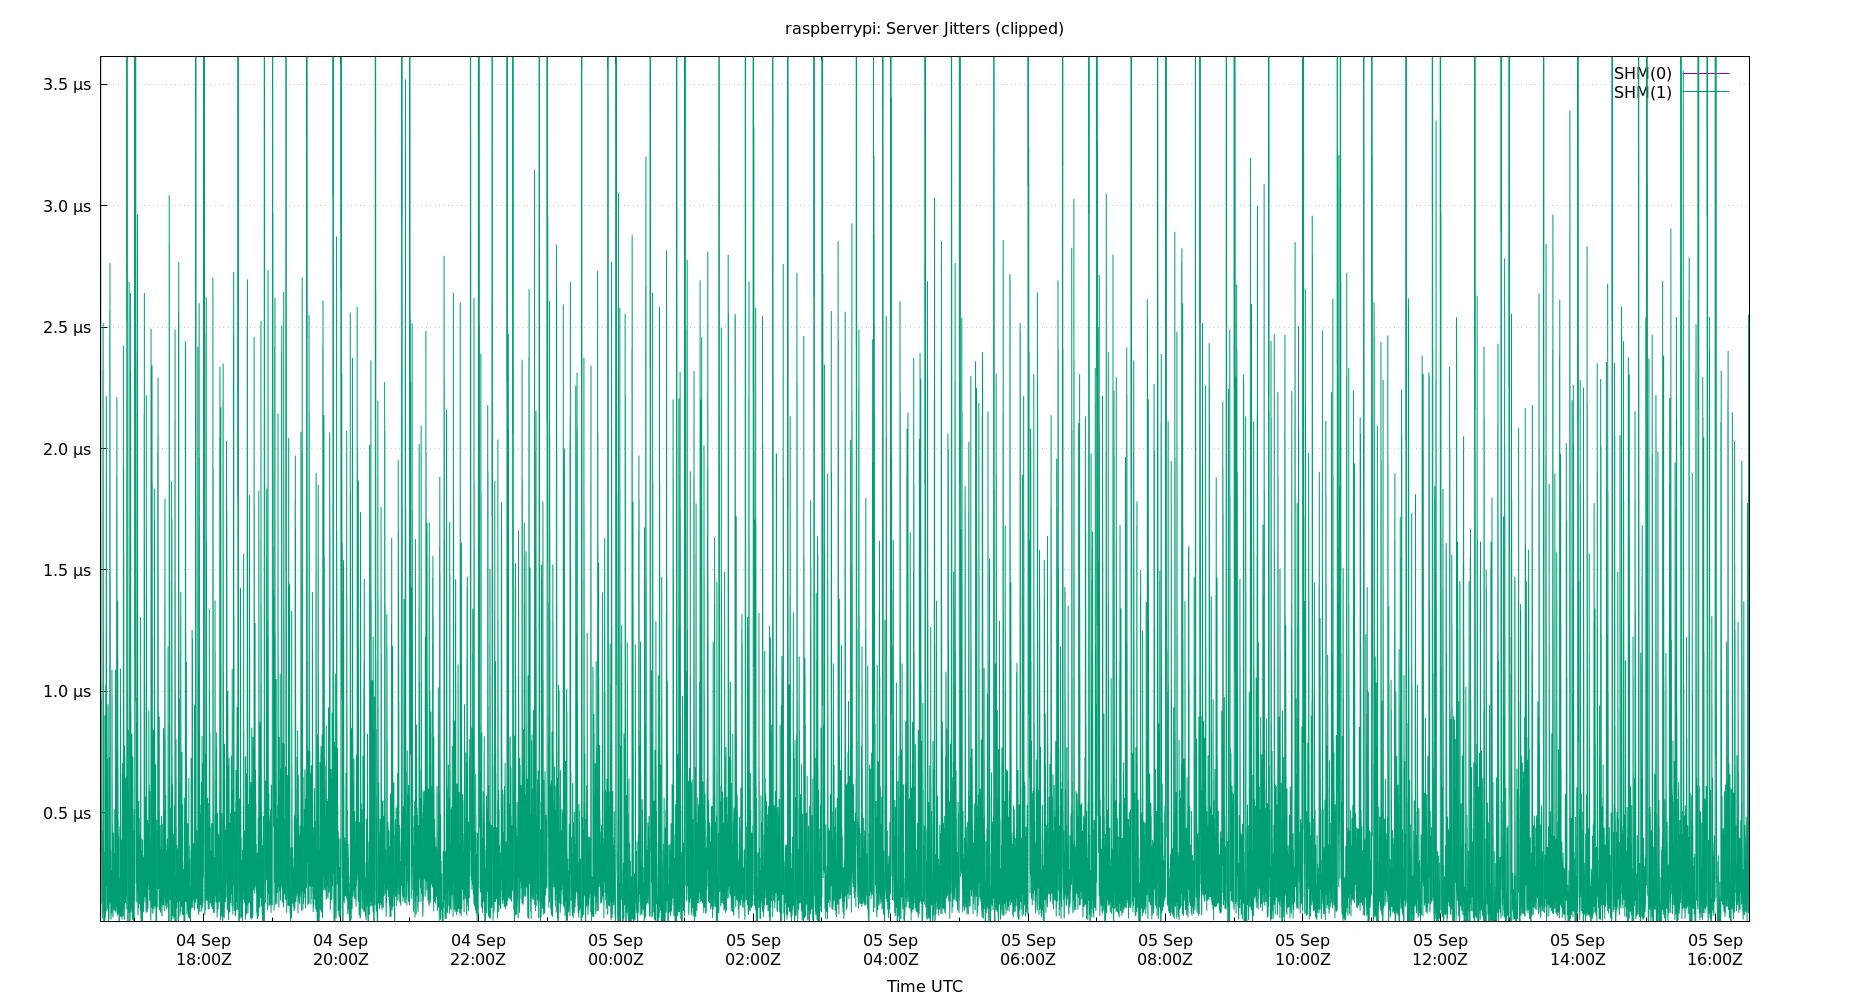 raspberrypi: Server Jitters (clipped)
SHM(0)
SHM(1)
3.5 µs
3.0 µs
2.5 µs
2.0 µs
1.5 µs
1.0 µs
0.5 µs
04 Sep 04 Sep 04 Sep 05 Sep 05 Sep 05 Sep 05 Sep 05 Sep 05 Sep 05 Sep 05 Sep 05 Sep
18:00Z 20:00Z 22:00Z 00:00Z 02:00Z 04:00Z 06:00Z 08:00Z 10:00Z 12:00Z 14:00Z 16:00Z
Time UTC